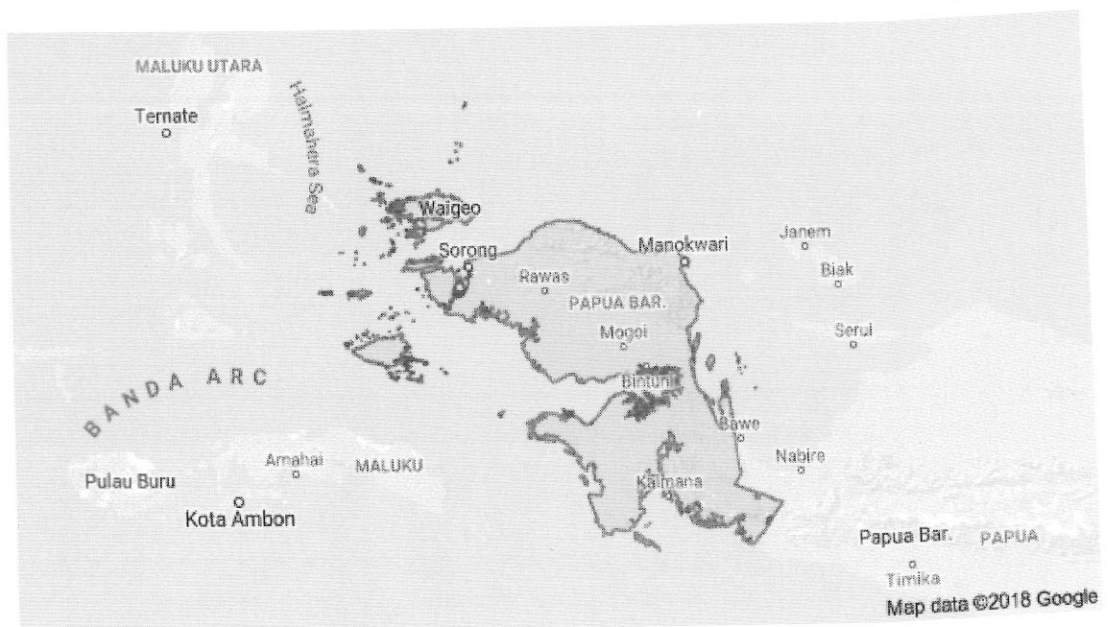 MALUKU UTARA
Ternate
Halmahera Sea
Waigeo
Sorong
Manokwari
Janem
Biak
Rawas
PAPUA BAR.
Mogoi
Serui
Bintuni
BANDA ARC
Bawe
Nabire
Amahai
MALUKU
Pulau Buru
Kaimana
Kota Ambon
Papua Bar.
PAPUA
Timika
Map data ©2018 Google